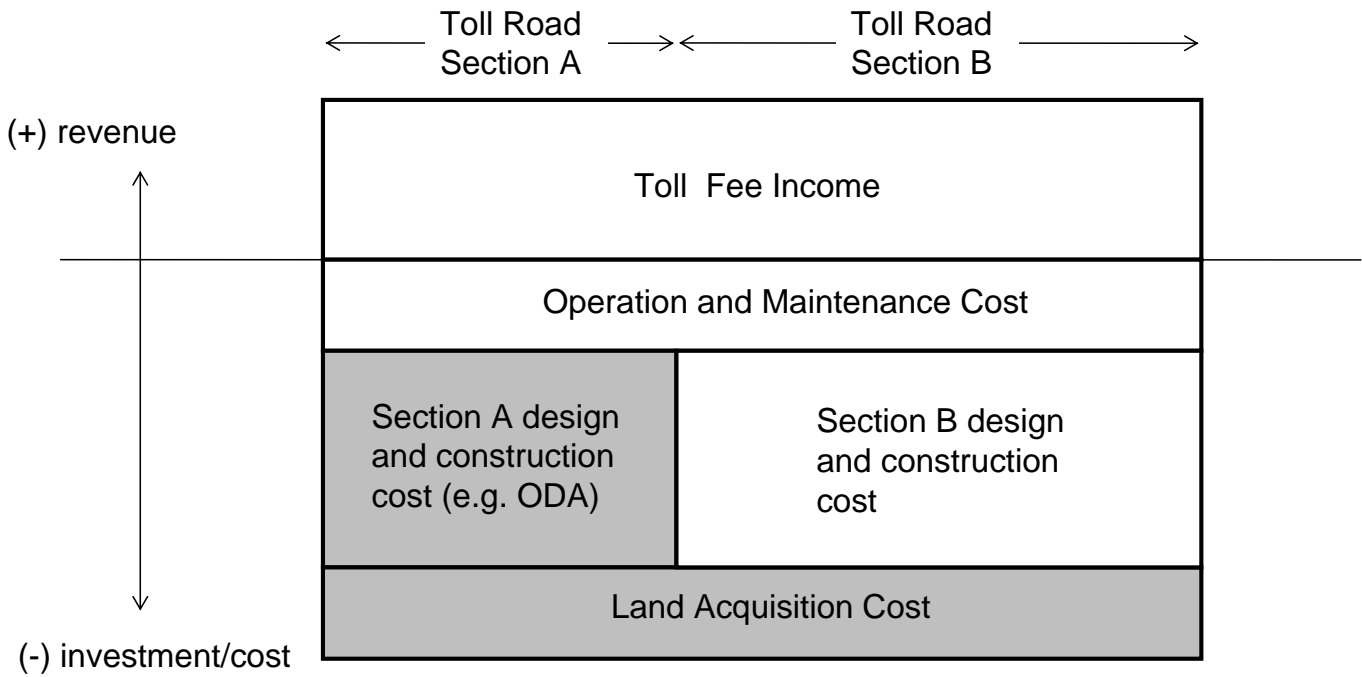 Toll Road
Section A
Toll Road
Section B
(+) revenue
Toll  Fee Income
Operation and Maintenance Cost
Section A design
and construction
cost (e.g. ODA)
Section B design
and construction
cost
Land Acquisition Cost
(-) investment/cost